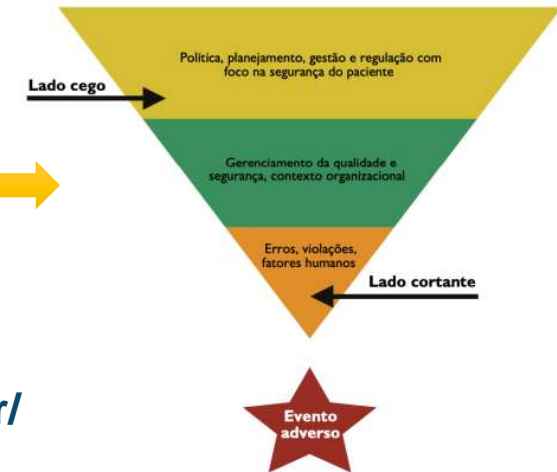 Política, planejamento, gestão e regulação com
foco na segurança do paciente
Lado cego
Gerenciamento da qualidade e
segurança, contexto organizacional
Erros, violações,
fatores humanos
Lado cortante
r/
Evento
adverso